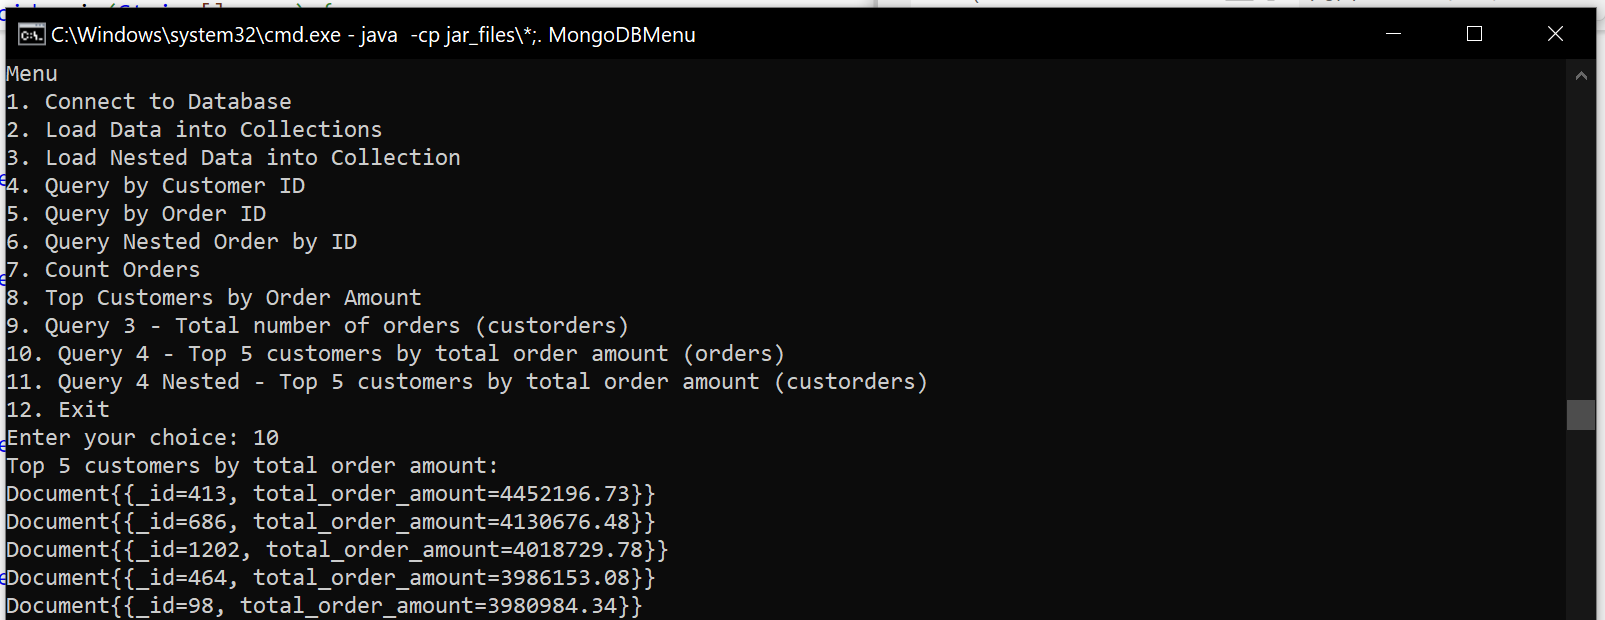 C:\Windows\system32\cmd.exe - java  -cp jar_files\*;. MongoDBMenu
Menu
1. Connect to Database
2. Load Data into Collections
3. Load Nested Data into Collection
4. Query by Customer ID
5. Query by Order ID
6. Query Nested Order by ID
7. Count Orders
8. Top Customers by Order Amount
9. Query 3 - Total number of orders (custorders)
10. Query 4 - Top 5 customers by total order amount (orders)
11. Query 4 Nested - Top 5 customers by total order amount (custorders)
12. Exit
Enter your choice: 10
Top 5 customers by total order amount:
Document{{_id=413, total_order_amount=4452196.73}}
Document{{_id=686, total_order_amount=4130676.48}}
Document{{_id=1202, total_order_amount=4018729.78}}
Document{{_id=464, total_order_amount=3986153.08}}
Document{{_id=98, total_order_amount=3980984.34}}